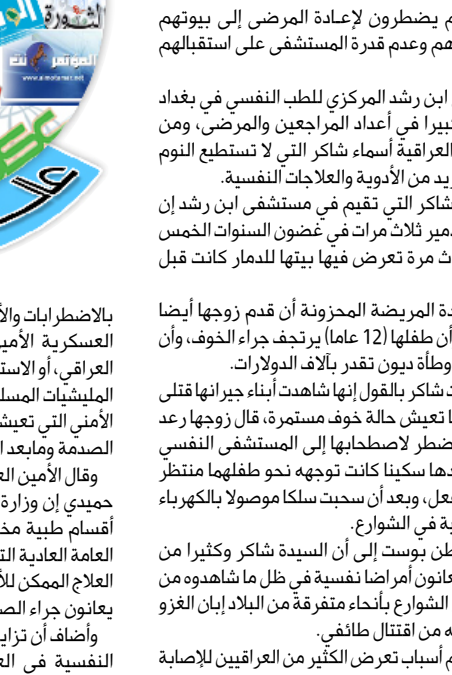 الثورة
المؤتمر نت
www.almotamar.net
م يضطرون لإعادة المرضى إلى بيوتهم
هم وعدم قدرة المستشفى على استقبالهم
ابن رشد المركزي للطب النفسي في بغداد
كبيرا في أعداد المراجعين والمرضى، ومن
العراقية أسماء شاكر التي لا تستطيع النوم
يد من الأدوية والعلاجات النفسية.
شاكر التي تقيم في مستشفى ابن رشد إن
دمير ثلاث مرات في غضون السنوات الخمس
ث مرة تعرض فيها بيتها للدمار كانت قبل
دة المريضة المحزونة أن قدم زوجها أيضا
أن طفلها (12 عاما) يرتجف جراء الخوف، وأن
وطأة ديون تقدر بآلاف الدولارات.
ت شاكر بالقول إنها شاهدت أبناء جيرانها قتلى
ا تعيش حالة خوف مستمرة، قال زوجها رعد
ضطر لاصطحابها إلى المستشفى النفسي
دها سكينا كانت توجهه نحو طفلهما منتظر
فعل، وبعد أن سحبت سلكا موصولا بالكهرباء
ية في الشوارع.
طن بوست إلى أن السيدة شاكر وكثيرا من
عانون أمراضا نفسية في ظل ما شاهدوه من
الشوارع بأنحاء متفرقة من البلاد إبان الغزو
ه من اقتتال طائفي.
م أسباب تعرض الكثير من العراقيين للإصابة
بالاضطرابات والأ
العسكرية الأمير
العراقي، أو الاست
المليشيات المسل
الأمني التي تعيش
الصدمة ومابعد ا
وقال الأمين الع
حميدي إن وزارة
أقسام طبية مخ
العامة العادية الت
العلاج الممكن للأ
يعانون جراء الص
وأضاف أن تزاي
النفسية في الع